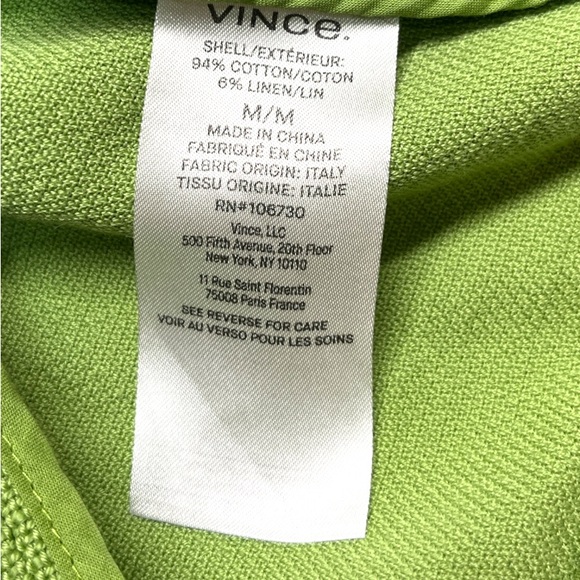 VINCE.
SHELL/EXTÉRIEUR:
94% COTTON/COTON
6% LINEN/LIN
M/M
MADE IN CHINA
FABRIQUÉ EN CHINE
FABRIC ORIGIN: ITALY
TISSU ORIGINE: ITALIE
RN#106730
Vince, LLC
500 Fifth Avenue, 20th Floor
New York, NY 10110
11 Rue Saint Florentin
75008 Paris France
SEE REVERSE FOR CARE
VOIR AU VERSO POUR LES SOINS